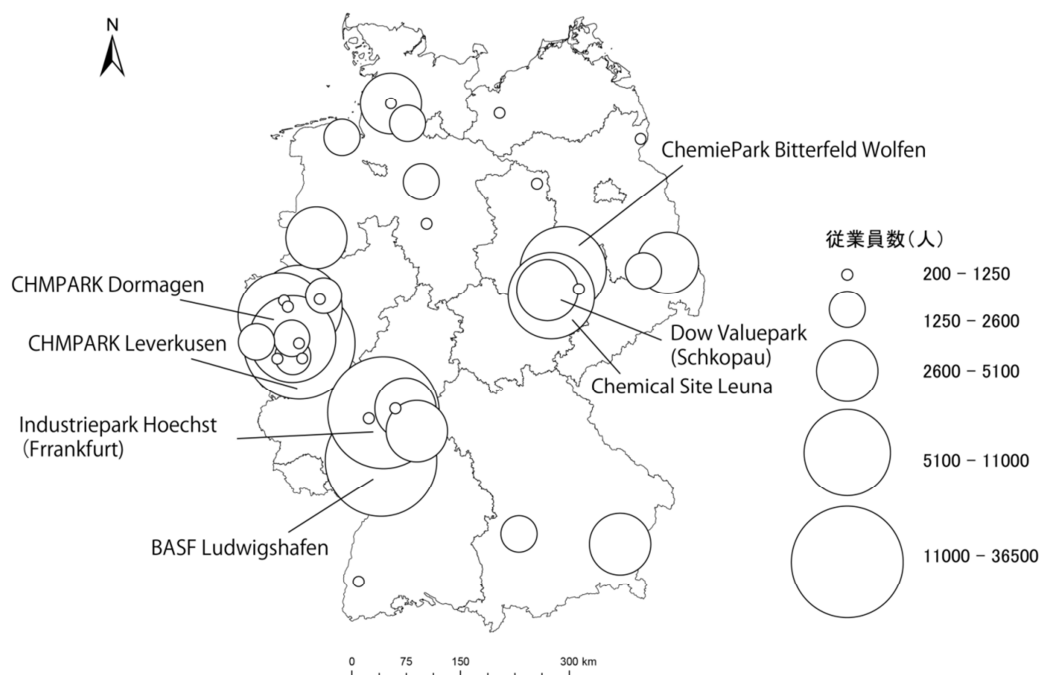 N
ChemiePark Bitterfeld Wolfen
従業員数(人)
200 - 1250
1250 - 2600
2600 - 5100
5100 - 11000
11000 - 36500
CHMPARK Dormagen
CHMPARK Leverkusen
Dow Valuepark
(Schkopau)
Chemical Site Leuna
Industriepark Hoechst
(Frrankfurt)
BASF Ludwigshafen
0 75 150 300 km